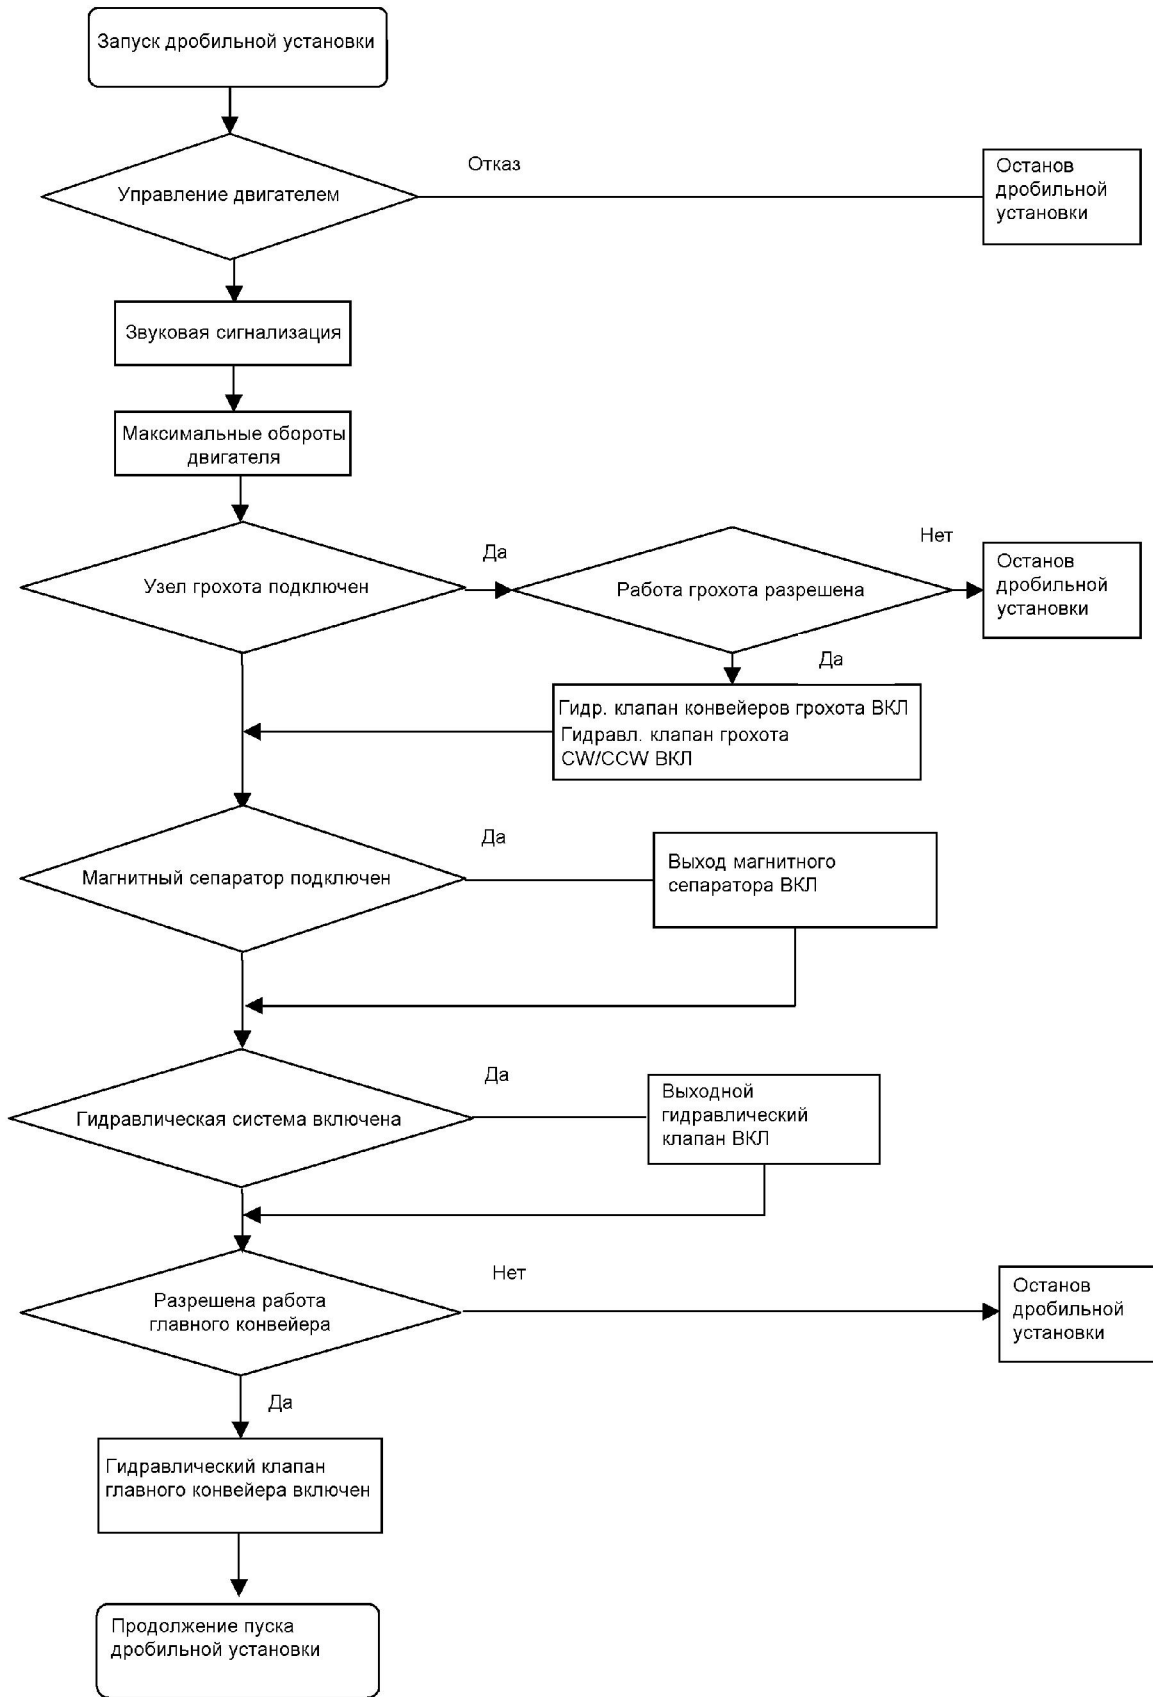 Запуск дробильной установки
Отказ
Управление двигателем
Останов
дробильной
установки
Звуковая сигнализация
Максимальные обороты
двигателя
Узел грохота подключен
Да
Работа грохота разрешена
Нет
Останов
дробильной
установки
Да
Гидр. клапан конвейеров грохота ВКЛ
Гидравл. клапан грохота
CW/CCW ВКЛ
Магнитный сепаратор подключен
Да
Выход магнитного
сепаратора ВКЛ
Гидравлическая система включена
Да
Выходной
гидравлический
клапан ВКЛ
Разрешена работа
главного конвейера
Нет
Останов
дробильной
установки
Да
Гидравлический клапан
главного конвейера включен
Продолжение пуска
дробильной установки